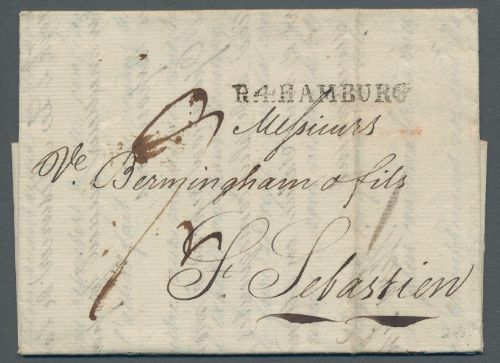 R.4.HAMBURG
Messieurs
Ve Bermingham & fils
St. Sebastien